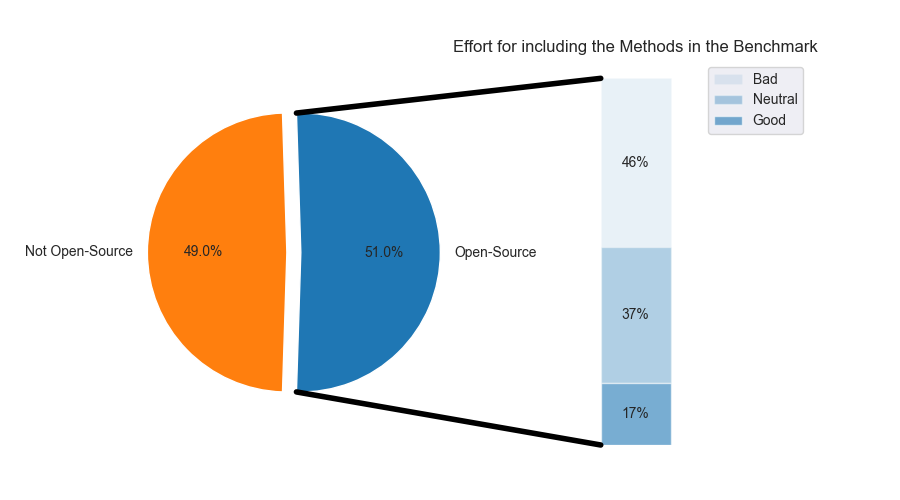 Effort for including the Methods in the Benchmark
Bad
Neutral
Good
46%
Not Open-Source
49.0%
51.0%
Open-Source
37%
17%